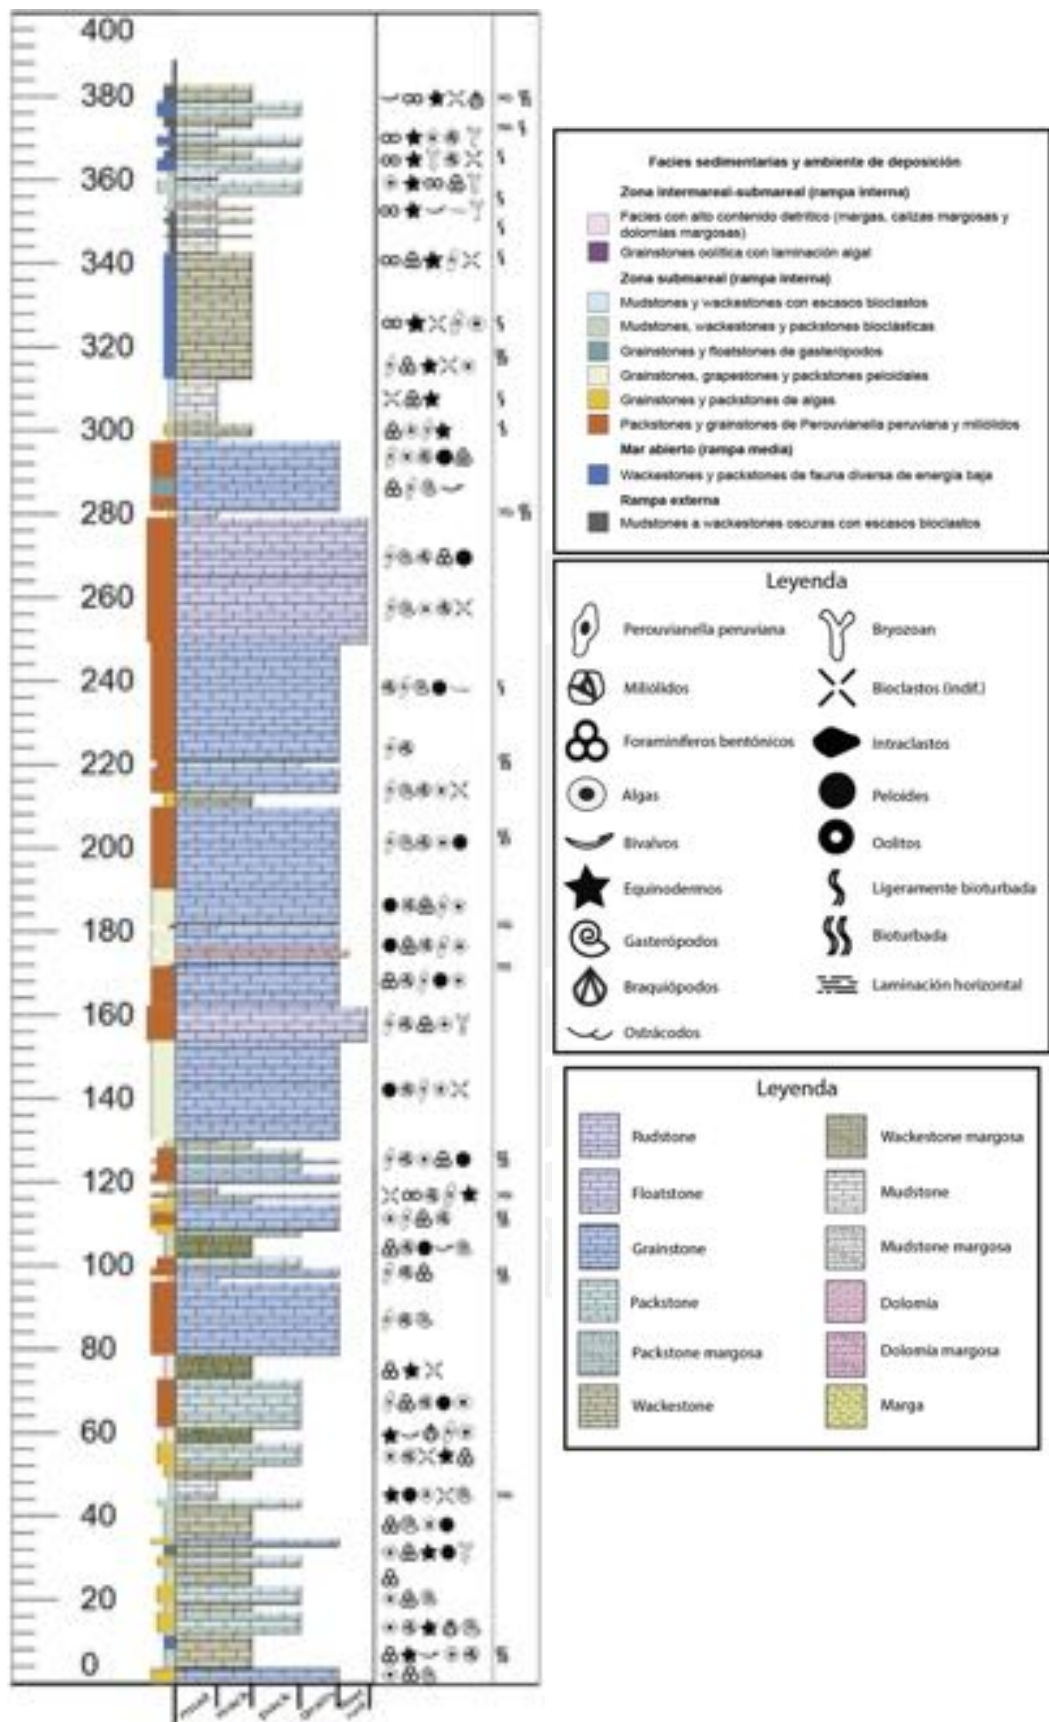 400
380
360
340
320
300
280
260
240
220
200
180
160
140
120
100
80
60
40
20
0
Facies sedimentarias y ambiente de deposición
Zona intermareal-submareal (rampa interna)
Facies con alto contenido detrítico (margas, calizas margosas y
dolomías margosas)
Grainstones oolítica con laminación algal
Zona submareal (rampa interna)
Mudstones y wackestones con escasos bioclastos
Mudstones, wackestones y packstones bioclásticas
Grainstones y floatstones de gasterópodos
Grainstones, grapestones y packstones peloidales
Grainstones y packstones de algas
Packstones y grainstones de Perouvianella peruviana y miliólidos
Mar abierto (rampa media)
Wackestones y packstones de fauna diversa de energía baja
Rampa externa
Mudstones a wackestones oscuras con escasos bioclastos
Leyenda
Perouvianella peruviana
Bryozoan
Miliólidos
Bioclastos (indif.)
Foraminíferos bentónicos
Intraclastos
Algas
Peloides
Bivalvos
Oolitos
Equinodermos
Ligeramente bioturbada
Gasterópodos
Bioturbada
Braquiópodos
Laminación horizontal
Ostrácodos
Leyenda
Rudstone
Wackestone margosa
Floatstone
Mudstone
Grainstone
Mudstone margosa
Packstone
Dolomía
Packstone margosa
Dolomía margosa
Wackestone
Marga